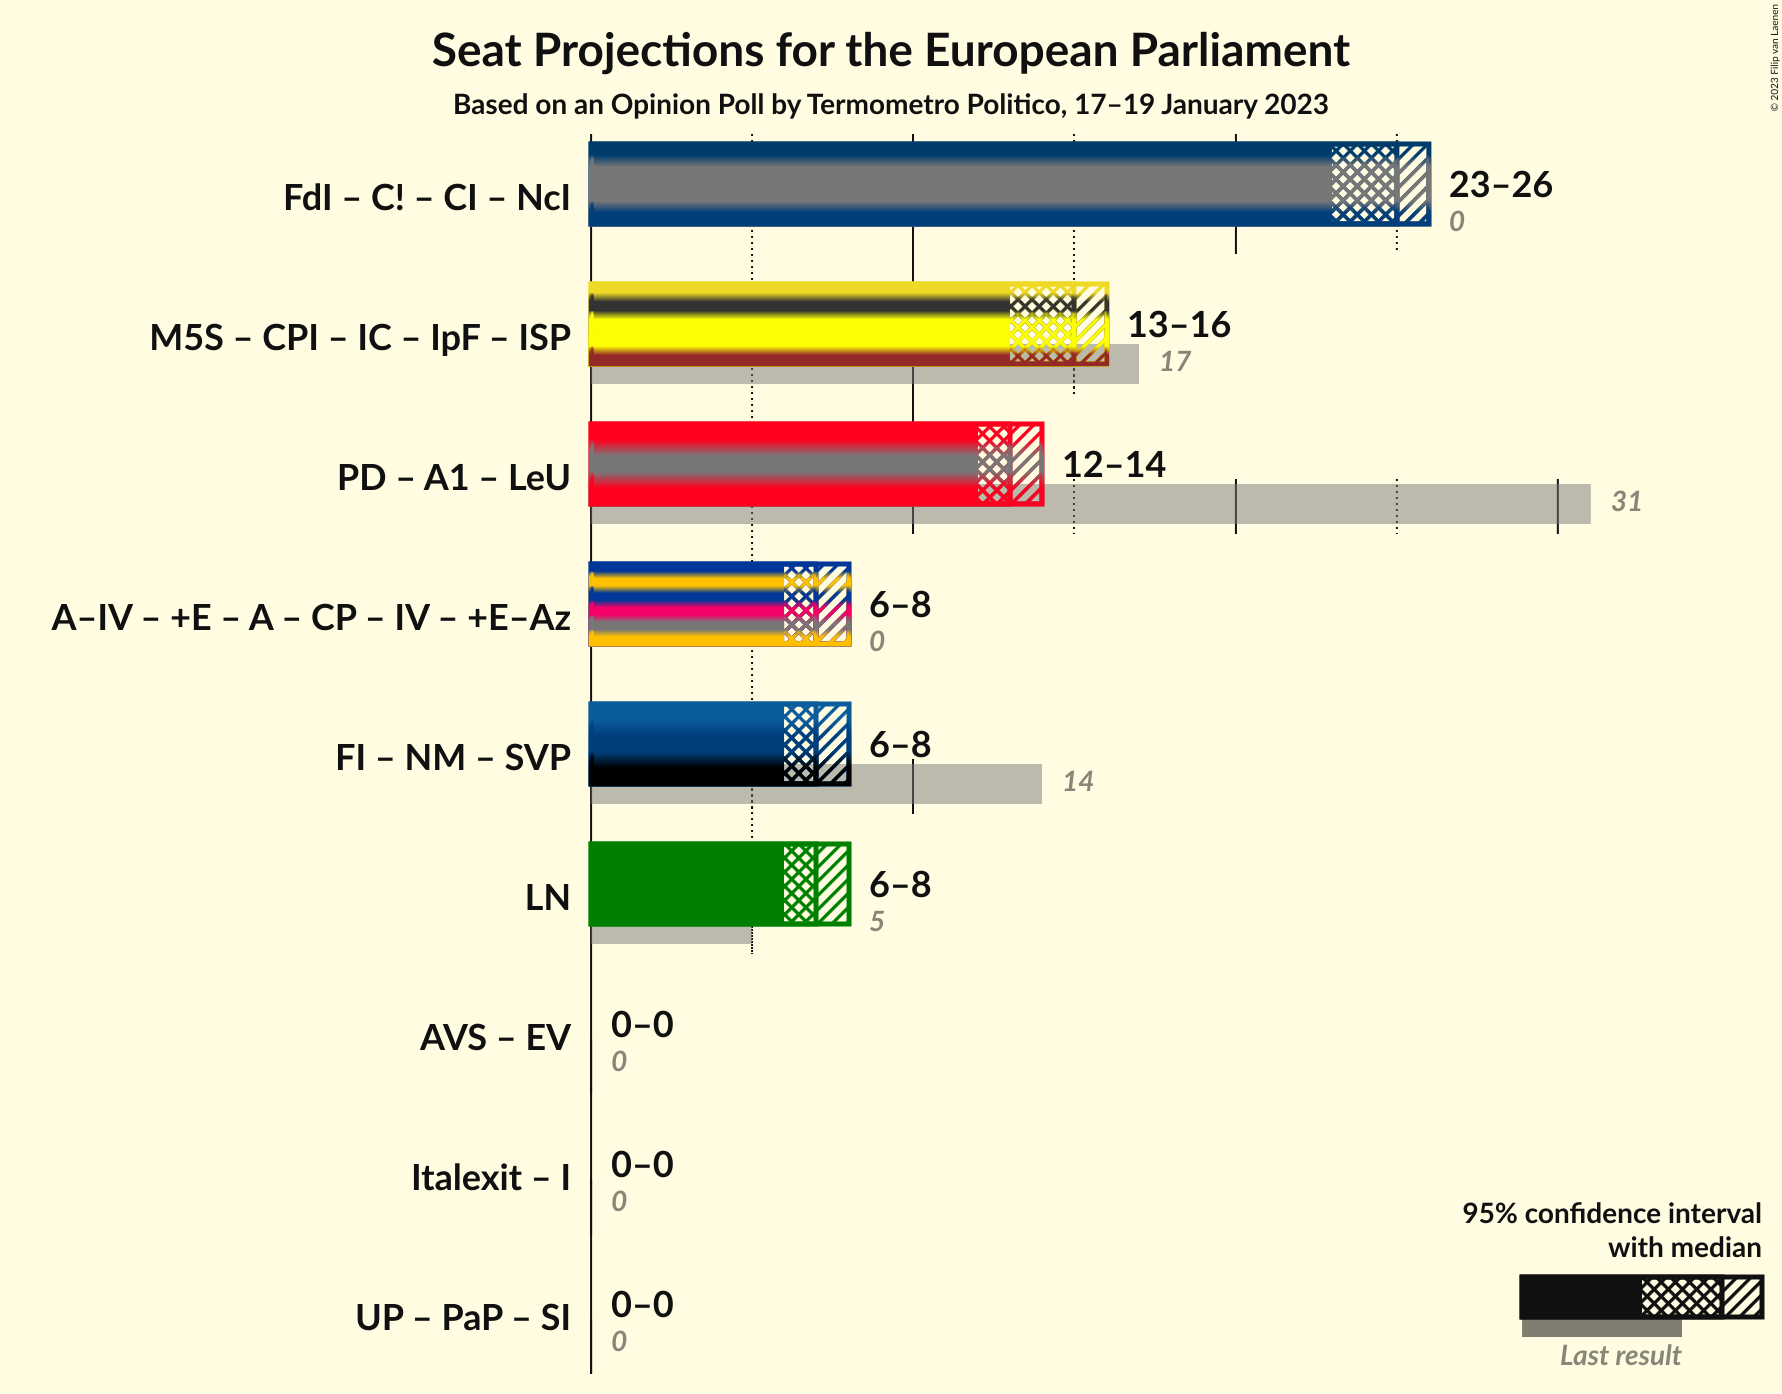 Seat Projections for the European Parliament
Based on an Opinion Poll by Termometro Politico, 17–19 January 2023
© 2023 Filip van Laenen
FdI – C! – CI – NcI
23–26
0
M5S – CPI – IC – IpF – ISP
13–16
17
PD – A1 – LeU
12–14
31
A–IV – +E – A – CP – IV – +E–Az
6–8
0
FI – NM – SVP
6–8
14
LN
6–8
5
AVS – EV
0–0
0
Italexit – I
0–0
0
UP – PaP – SI
0–0
0
95% confidence interval
with median
Last result